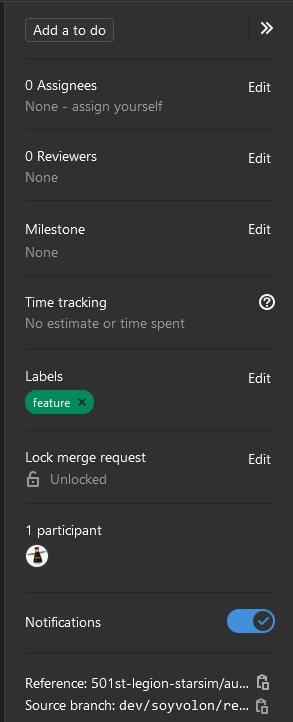 Add a to do
0 Assignees
Edit
None - assign yourself
0 Reviewers
Edit
None
Milestone
Edit
None
Time tracking
No estimate or time spent
Labels
Edit
feature
Lock merge request
Edit
Unlocked
1 participant
Notifications
Reference: 501st-legion-starsim/au...
Source branch: dev/soyvolon/re...